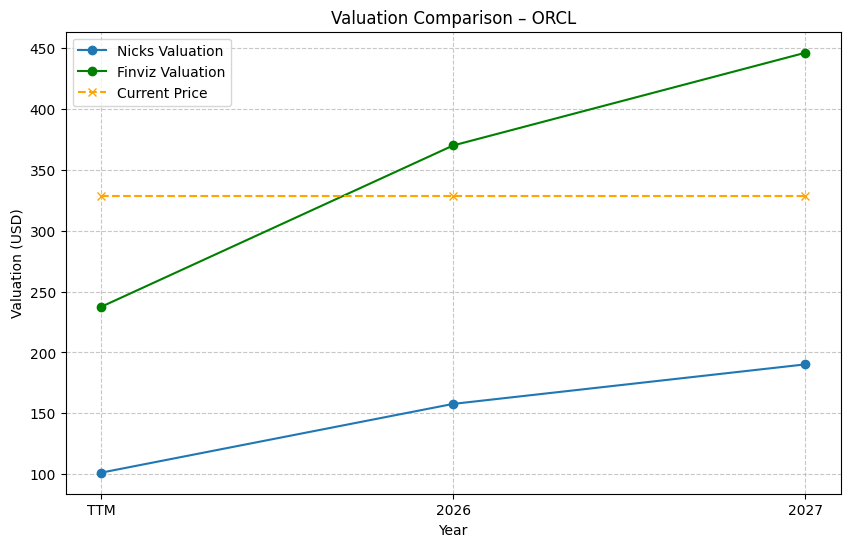 Valuation Comparison – ORCL
Nicks Valuation
Finviz Valuation
Current Price
Valuation (USD)
450
400
350
300
250
200
150
100
TTM
2026
2027
Year